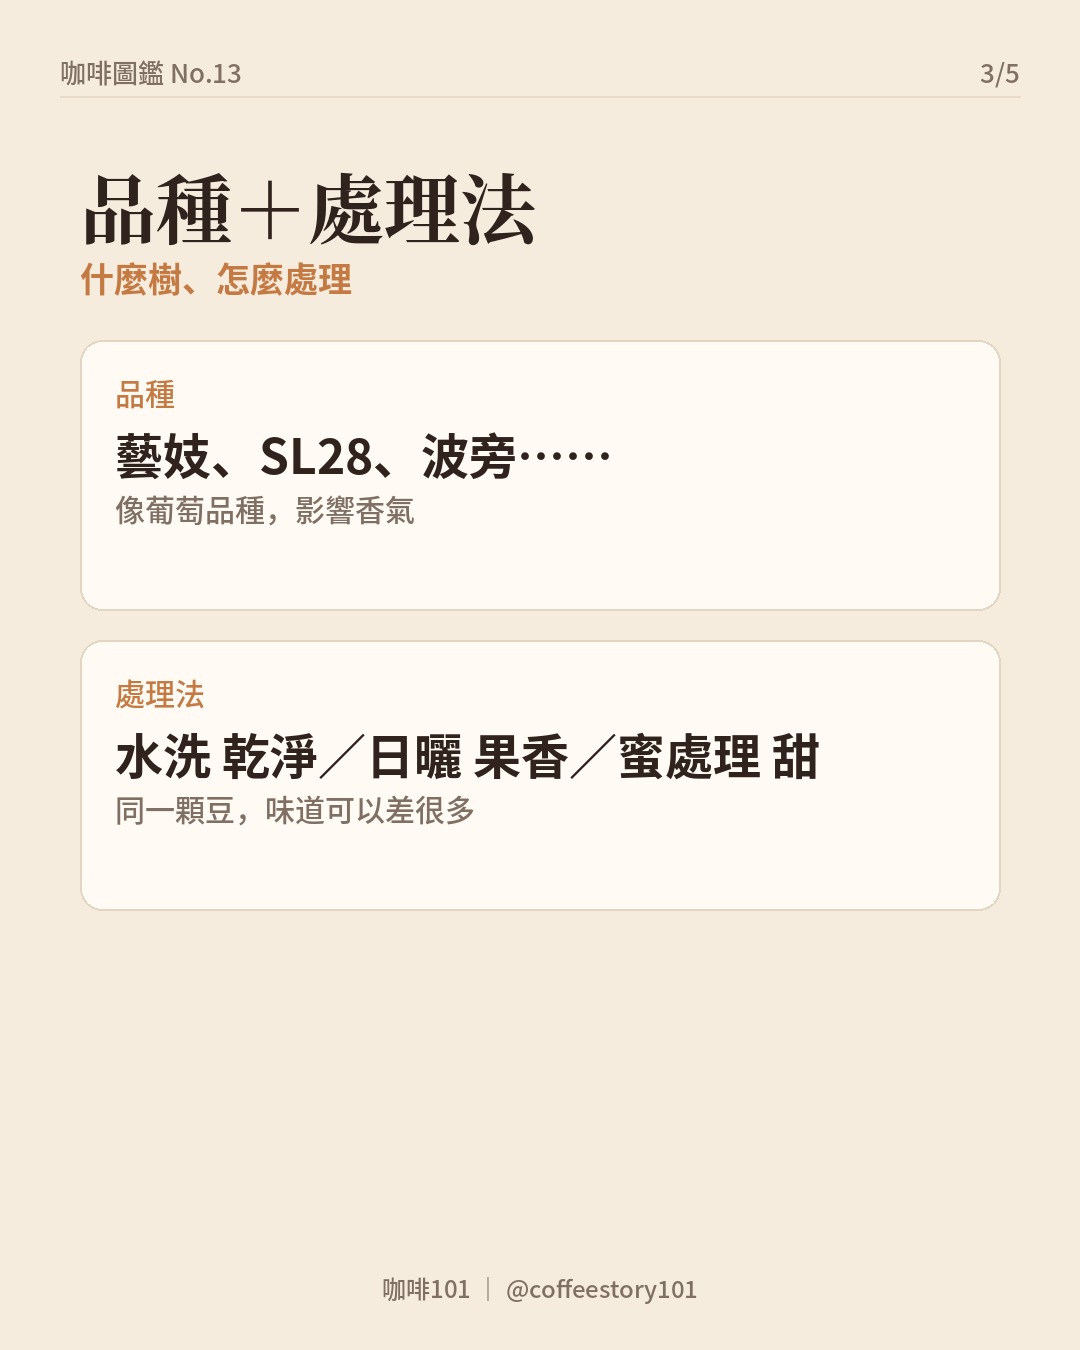 咖啡圖鑑 No.13
3/5
品種＋處理法
什麼樹、怎麼處理
品種
藝妓、SL28、波旁……
像葡萄品種，影響香氣
處理法
水洗 乾淨／日曬 果香／蜜處理 甜
同一顆豆，味道可以差很多
咖啡101｜@coffeestory101